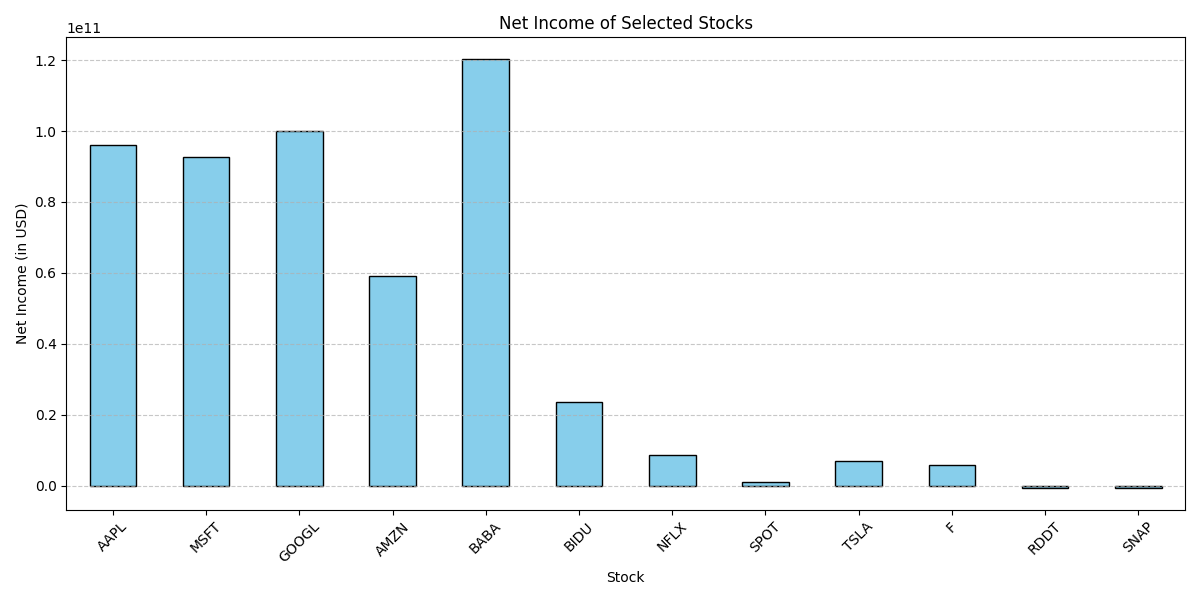 Net Income of Selected Stocks
1e11
Net Income (in USD)
1.2
1.0
0.8
0.6
0.4
0.2
0.0
AAPL
MSFT
GOOGL
AMZN
BABA
BIDU
NFLX
SPOT
TSLA
F
RDDT
SNAP
Stock